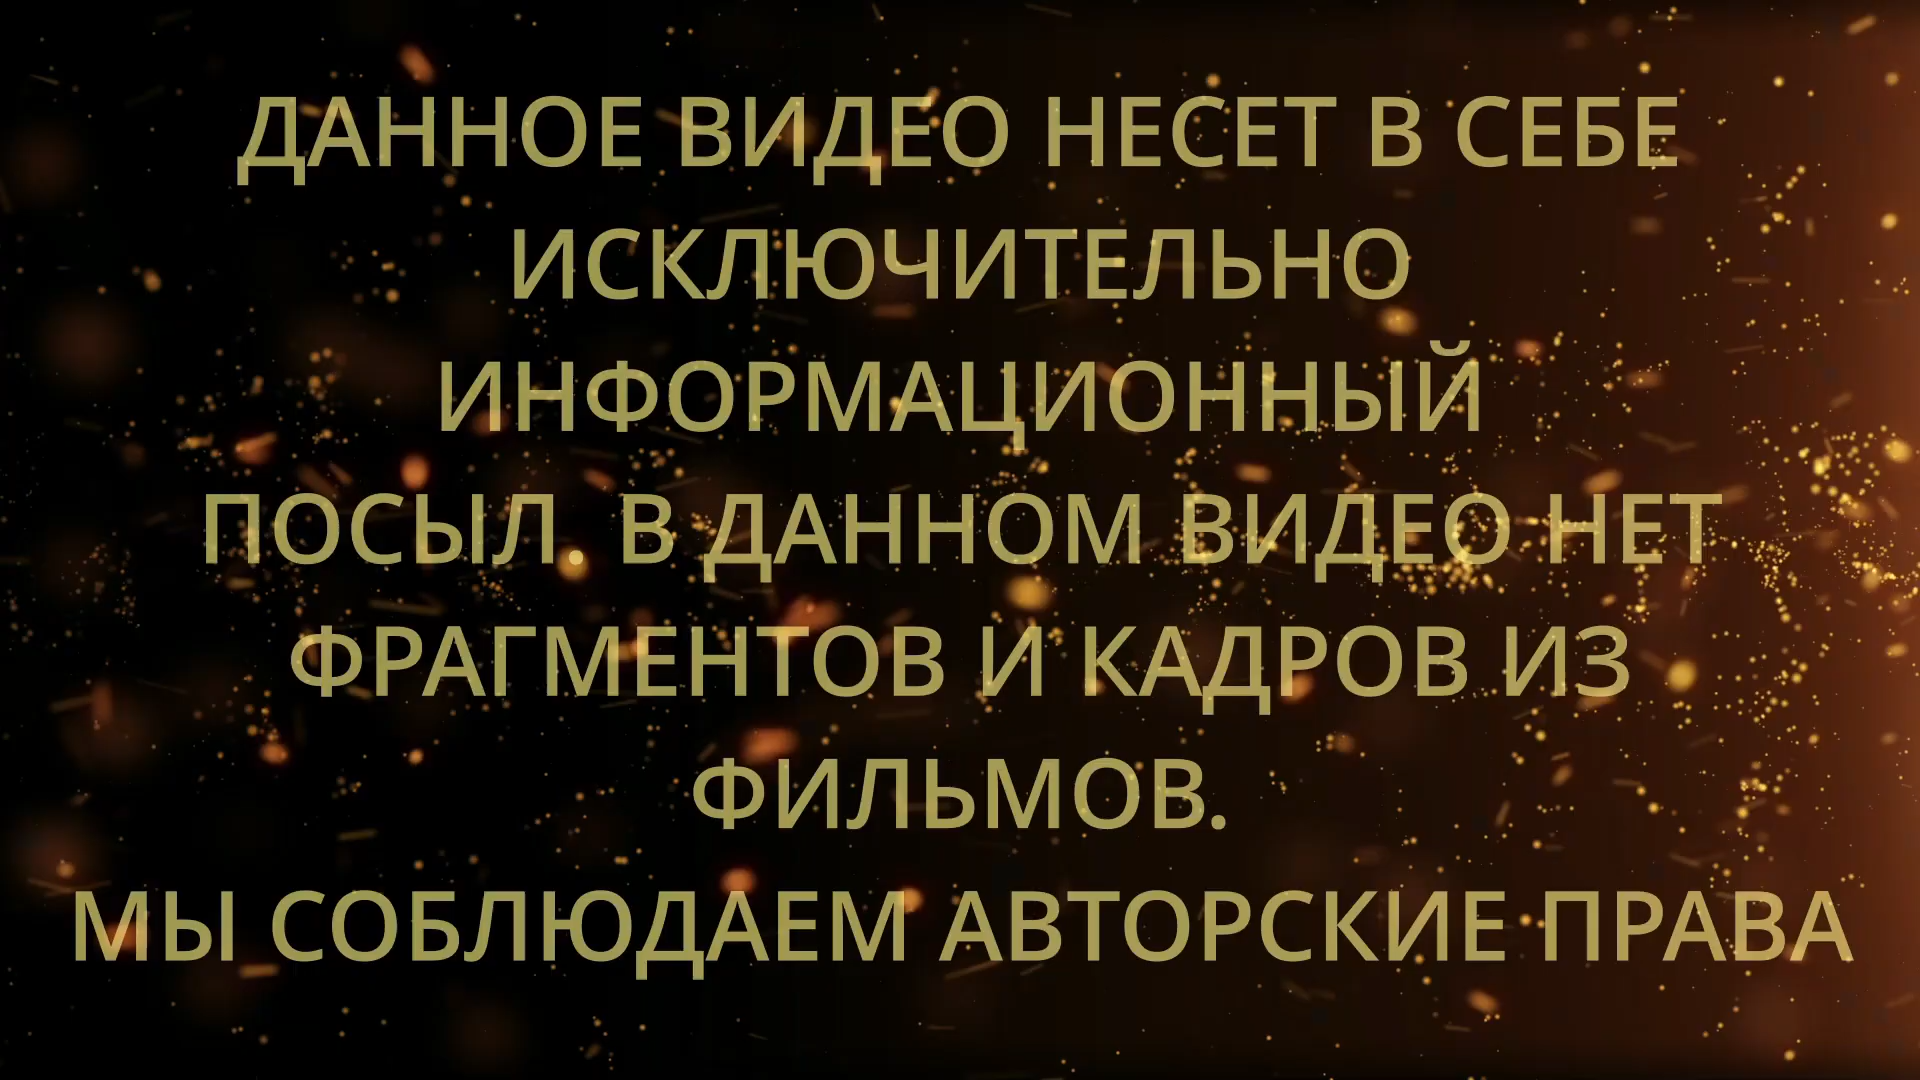 ДАННОЕ ВИДЕО НЕСЕТ В СЕБЕ
ИСКЛЮЧИТЕЛЬНО
ИНФОРМАЦИОННЫЙ
ПОСЫЛ. В ДАННОМ ВИДЕО НЕТ
ФРАГМЕНТОВ И КАДРОВ ИЗ
ФИЛЬМОВ.
МЫ СОБЛЮДАЕМ АВТОРСКИЕ ПРАВА